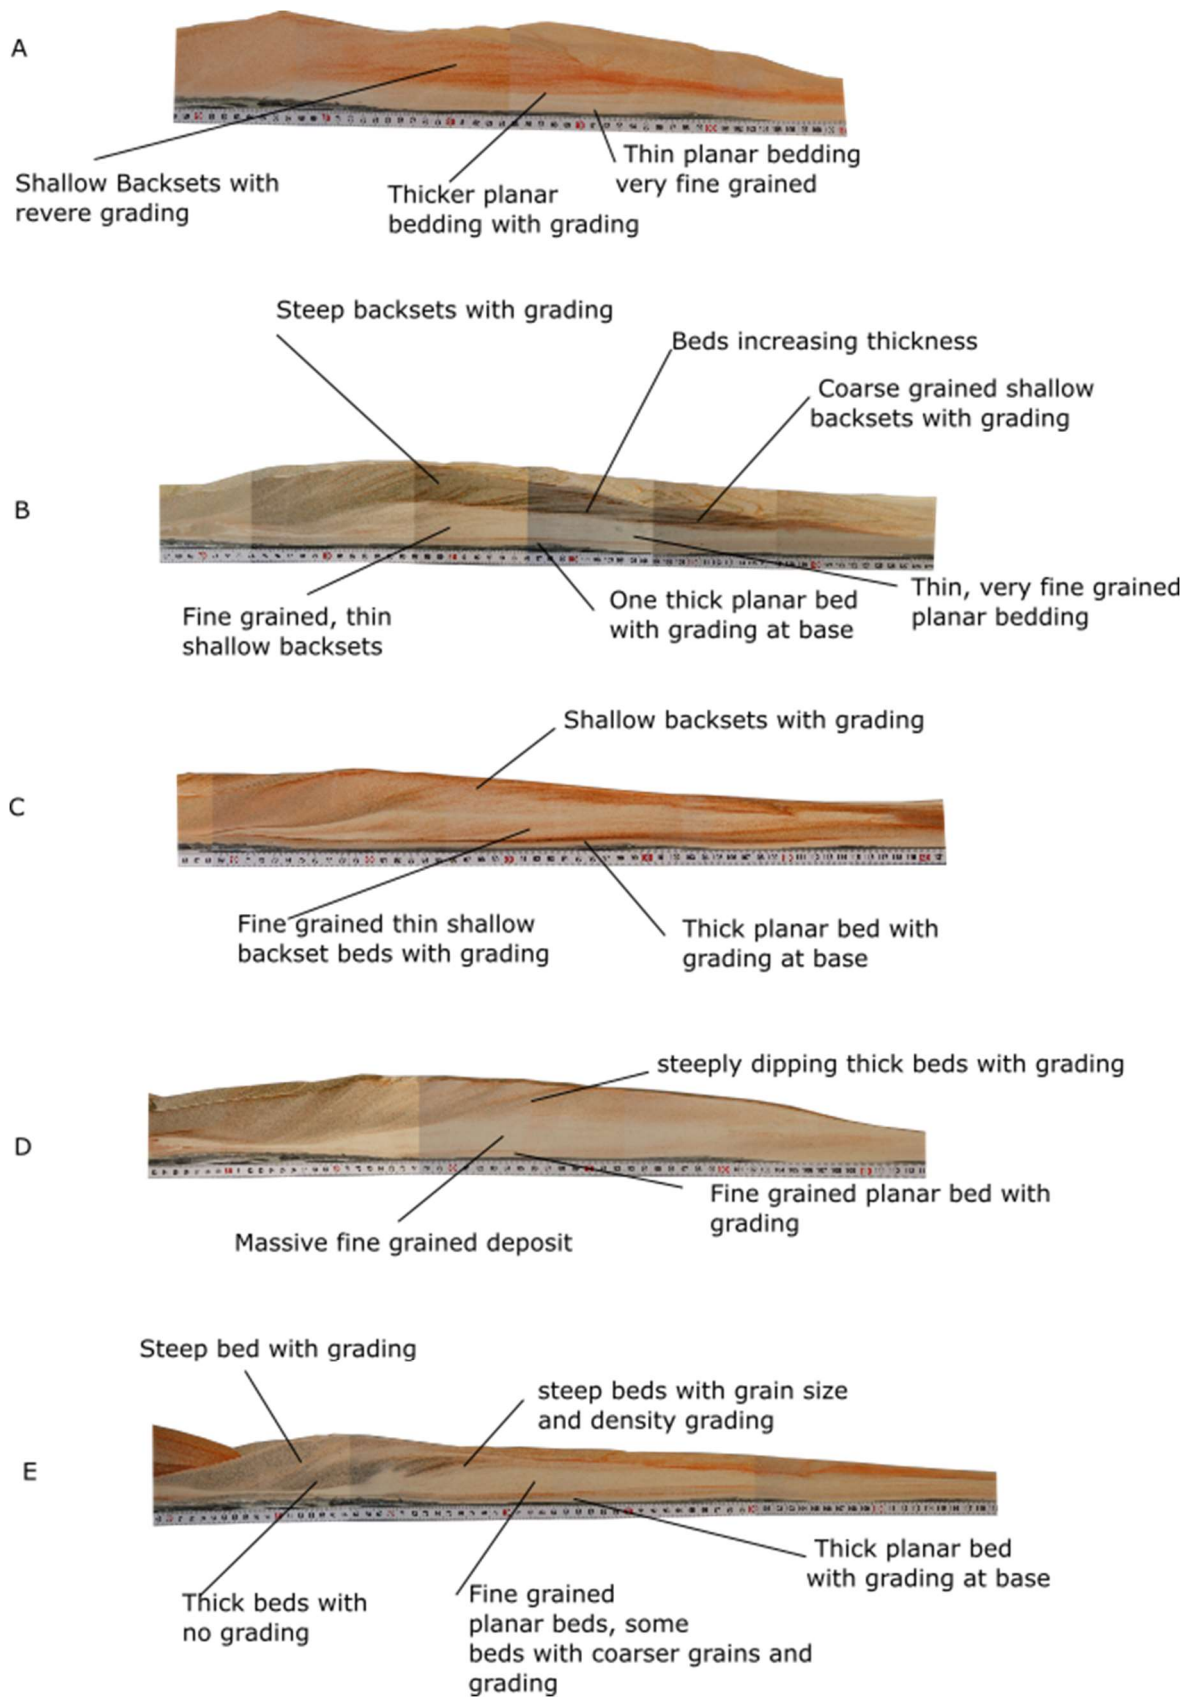 A
Shallow Backsets with
revere grading
Thicker planar
bedding with grading
Thin planar bedding
very fine grained
B
Steep backsets with grading
Beds increasing thickness
Coarse grained shallow
backsets with grading
Fine grained, thin
shallow backsets
One thick planar bed
with grading at base
Thin, very fine grained
planar bedding
C
Shallow backsets with grading
Fine grained thin shallow
backset beds with grading
Thick planar bed with
grading at base
D
steeply dipping thick beds with grading
Massive fine grained deposit
Fine grained planar bed with
grading
E
Steep bed with grading
steep beds with grain size
and density grading
Thick beds with
no grading
Fine grained
planar beds, some
beds with coarser grains and
grading
Thick planar bed
with grading at base